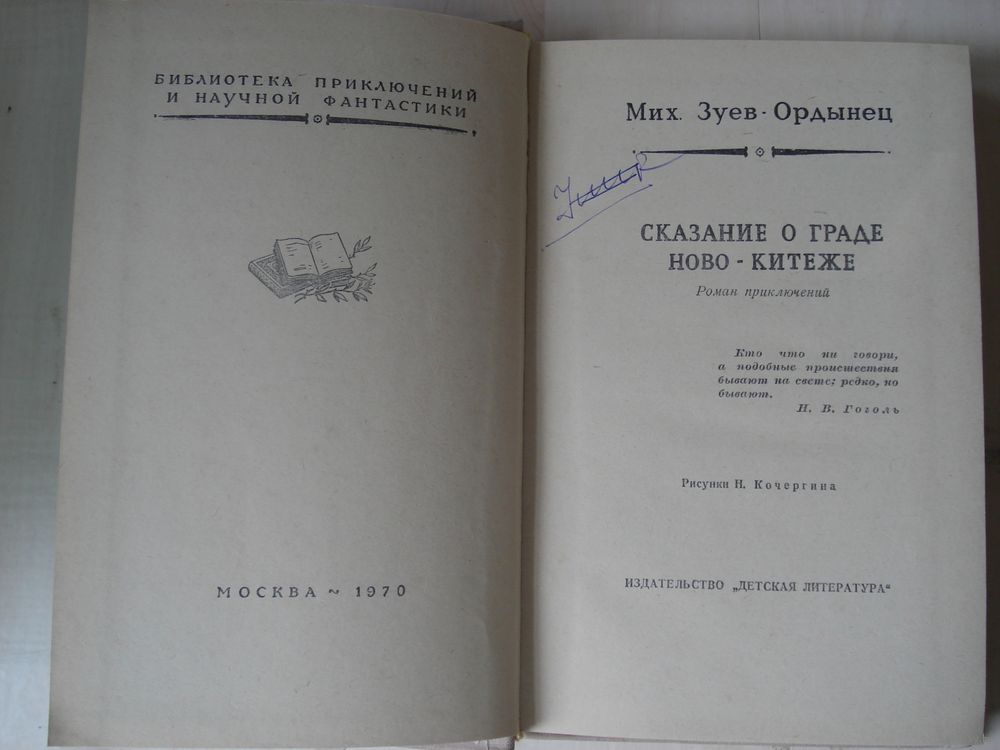 БИБЛИОТЕКА ПРИКЛЮЧЕНИЙ
И НАУЧНОЙ ФАНТАСТИКИ
МОСКВА ~ 1970
Мих. Зуев-Ордынец
СКАЗАНИЕ О ГРАДЕ
НОВО-КИТЕЖЕ
Роман приключений
Кто что ни говори,
а подобные происшествия
бывают на свете; редко, но
бывают.
Н. В. Гоголь
Рисунки Н. Кочергина
ИЗДАТЕЛЬСТВО „ДЕТСКАЯ ЛИТЕРАТУРА“